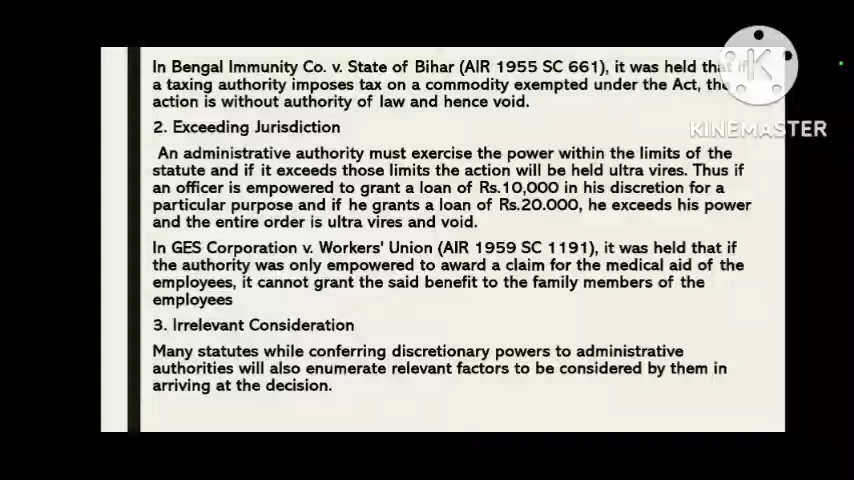 In Bengal Immunity Co. v. State of Bihar (AIR 1955 SC 661), it was held that if
a taxing authority imposes tax on a commodity exempted under the Act, the
action is without authority of law and hence void.
KINEMASTER
2. Exceeding Jurisdiction
An administrative authority must exercise the power within the limits of the
statute and if it exceeds those limits the action will be held ultra vires. Thus if
an officer is empowered to grant a loan of Rs.10,000 in his discretion for a
particular purpose and if he grants a loan of Rs.20.000, he exceeds his power
and the entire order is ultra vires and void.
In GES Corporation v. Workers' Union (AIR 1959 SC 1191), it was held that if
the authority was only empowered to award a claim for the medical aid of the
employees, it cannot grant the said benefit to the family members of the
employees
3. Irrelevant Consideration
Many statutes while conferring discretionary powers to administrative
authorities will also enumerate relevant factors to be considered by them in
arriving at the decision.